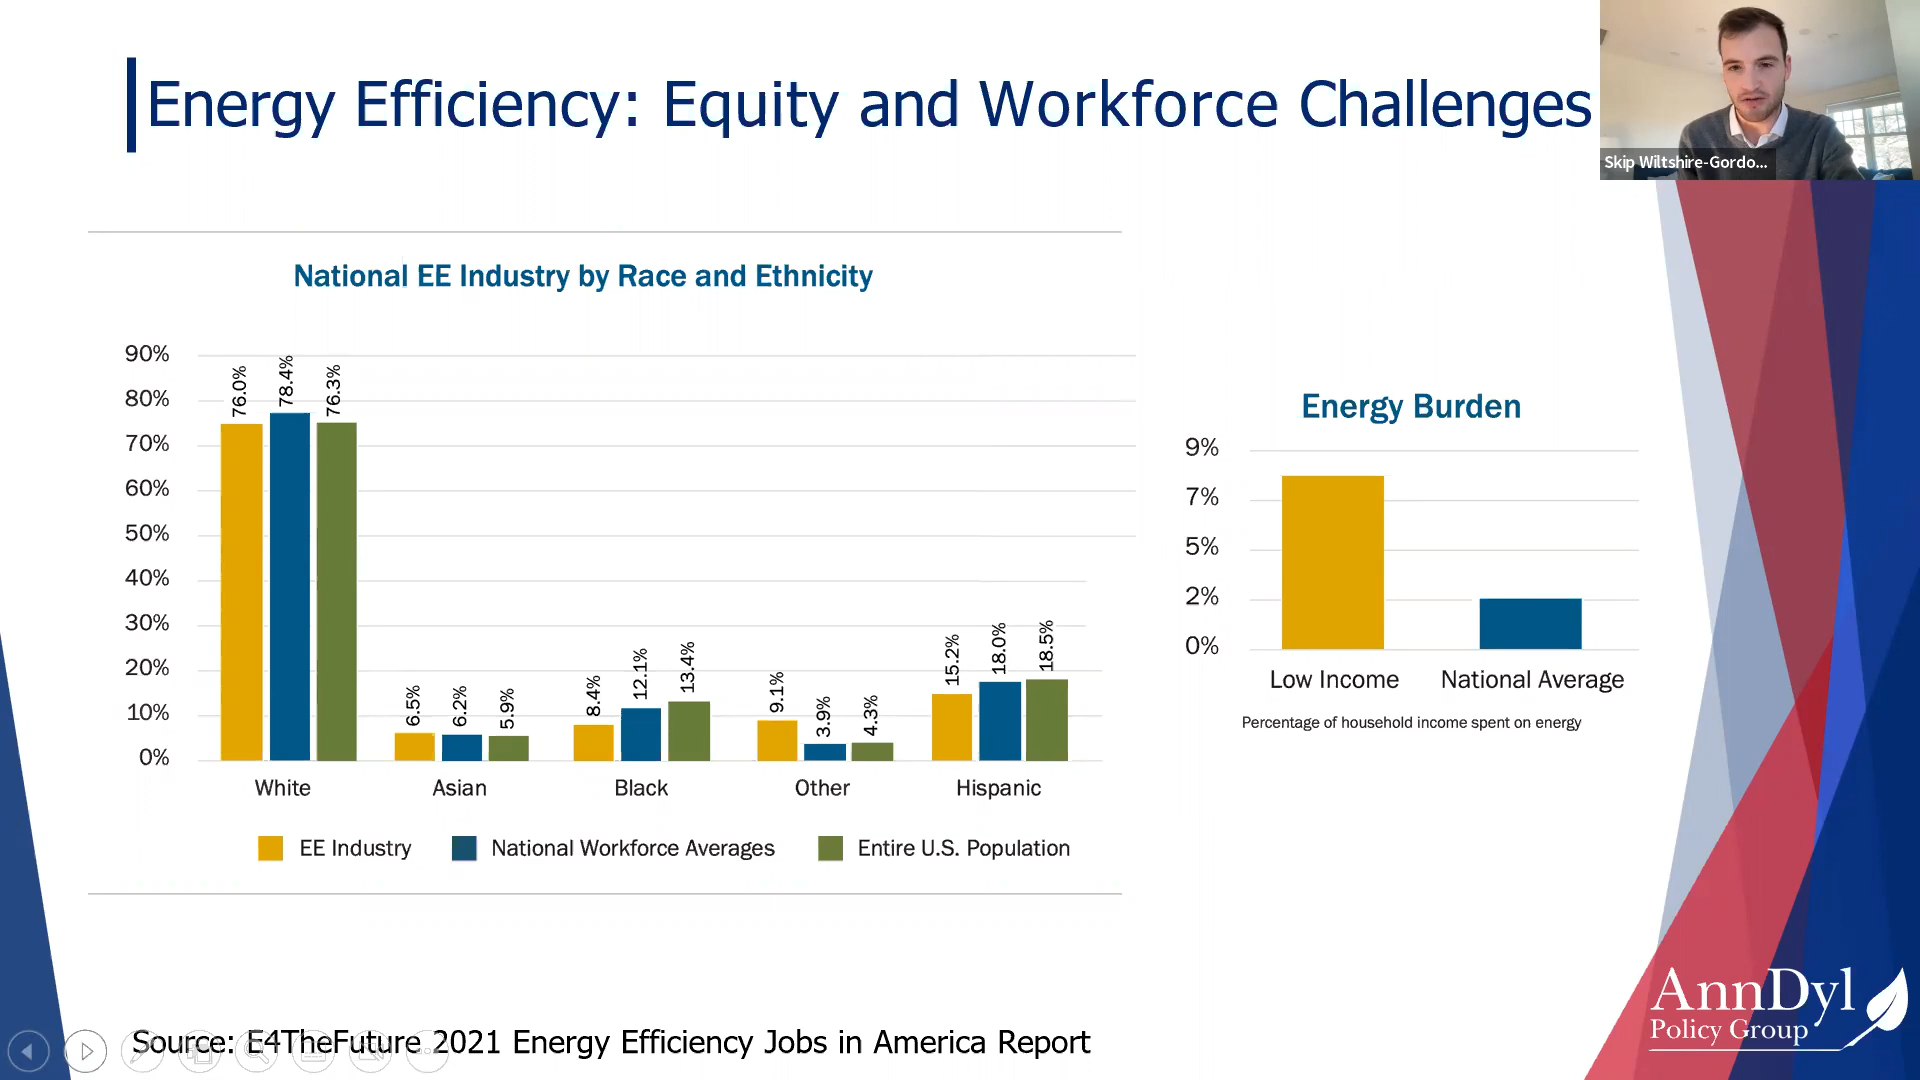 Energy Efficiency: Equity and Workforce Challenges
Skip Wiltshire-Gordo...
National EE Industry by Race and Ethnicity
90%
80%
70%
60%
50%
40%
30%
20%
10%
0%
76.0%
78.4%
76.3%
6.5%
6.2%
5.9%
8.4%
12.1%
13.4%
9.1%
3.9%
4.3%
15.2%
18.0%
18.5%
White
Asian
Black
Other
Hispanic
EE Industry
National Workforce Averages
Entire U.S. Population
Energy Burden
9%
7%
5%
2%
0%
Low Income
National Average
Percentage of household income spent on energy
Source: E4TheFuture 2021 Energy Efficiency Jobs in America Report
AnnDyl
Policy Group